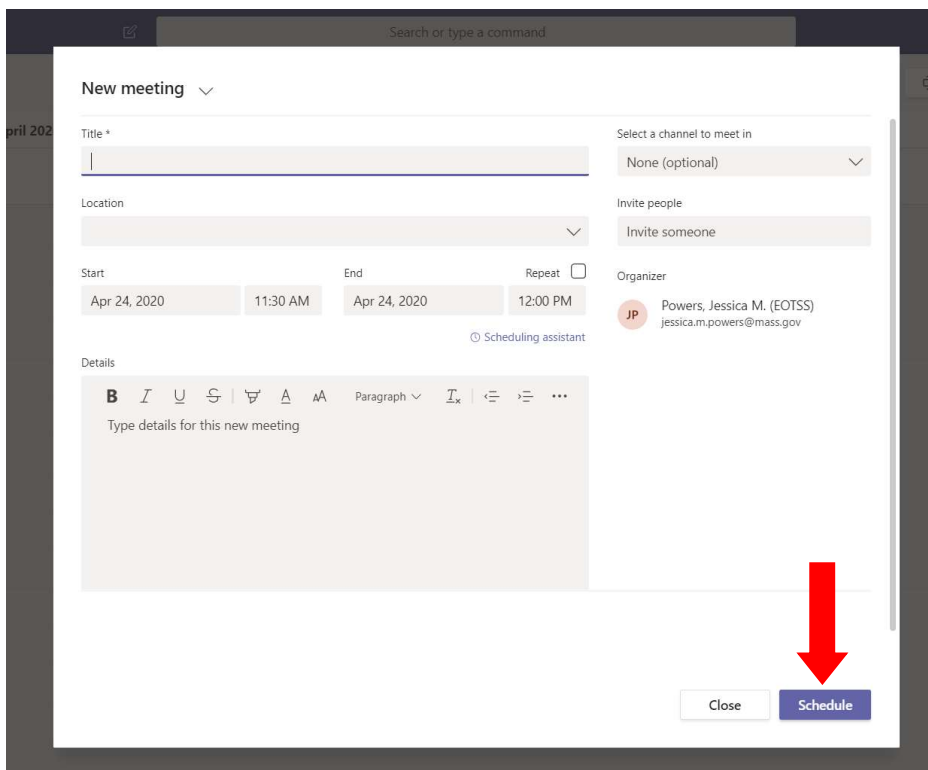 Search or type a command
New meeting
pril 202
Title *
Select a channel to meet in
None (optional)
Location
Invite people
Invite someone
Start
End
Repeat
Organizer
Apr 24, 2020
11:30 AM
Apr 24, 2020
12:00 PM
JP
Powers, Jessica M. (EOTSS)
jessica.m.powers@mass.gov
Scheduling assistant
Details
B I U S A AA Paragraph Tx ...
Type details for this new meeting
Close
Schedule